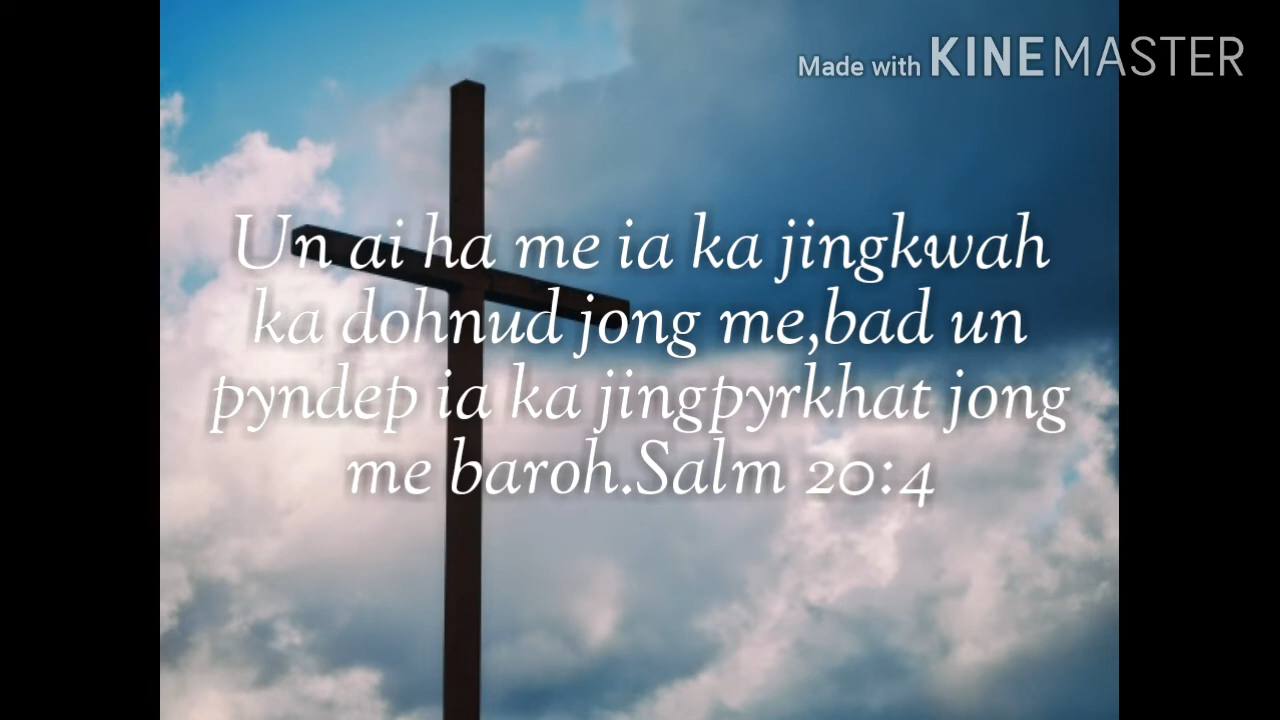 Made with KINEMASTER
Un ai ha me ia ka jingkwah
ka dohnud jong me,bad un
pyndep ia ka jingpyrkhat jong
me baroh.Salm 20:4